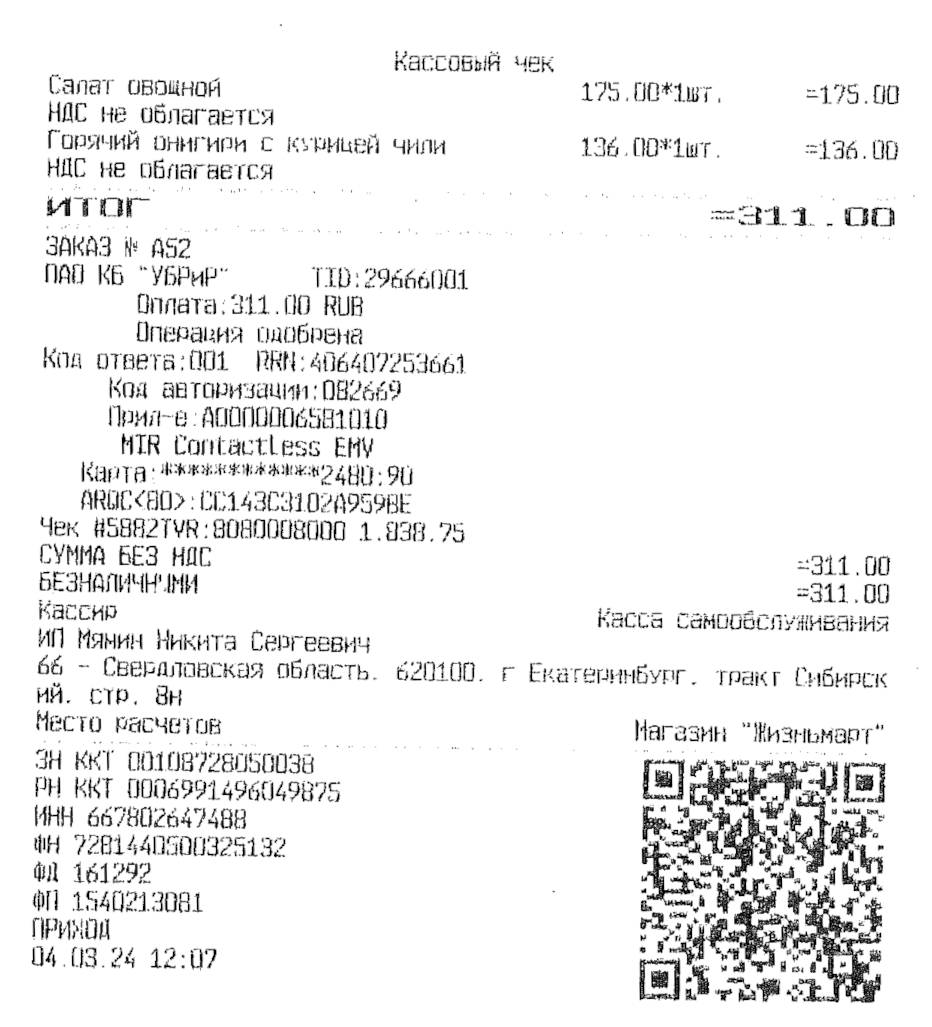 Кассовый чек
Салат овощной 175.00*1шт. =175.00
НДС не облагается
Горячий онигири с курицей чили 136.00*1шт. =136.00
НДС не облагается
ИТОГ =311.00
ЗАКАЗ № A52
ПАО КБ "УБРиР" TID:29666001
Оплата:311.00 RUB
Операция одобрена
Код ответа:001 RRN:406407253661
Код авторизации:082669
Прил-е:A0000006581010
MIR Contactless EMV
Карта:************2480:90
ARQC<80>:CC143C3102A959BE
Чек #5882TVR:8080008000 1.838.75
СУММА БЕЗ НДС =311.00
БЕЗНАЛИЧНЫМИ =311.00
Кассир Касса самообслуживания
ИП Мямин Никита Сергеевич
66 - Свердловская область, 620100, г Екатеринбург, тракт Сибирск
ий, стр. 8н
Место расчетов Магазин "Жизньмарт"
ЗН ККТ 00108728050038
РН ККТ 0006991496049875
ИНН 667802647488
ФН 7281440500325132
ФД 161292
ФП 1540213081
ПРИХОД
04.03.24 12:07